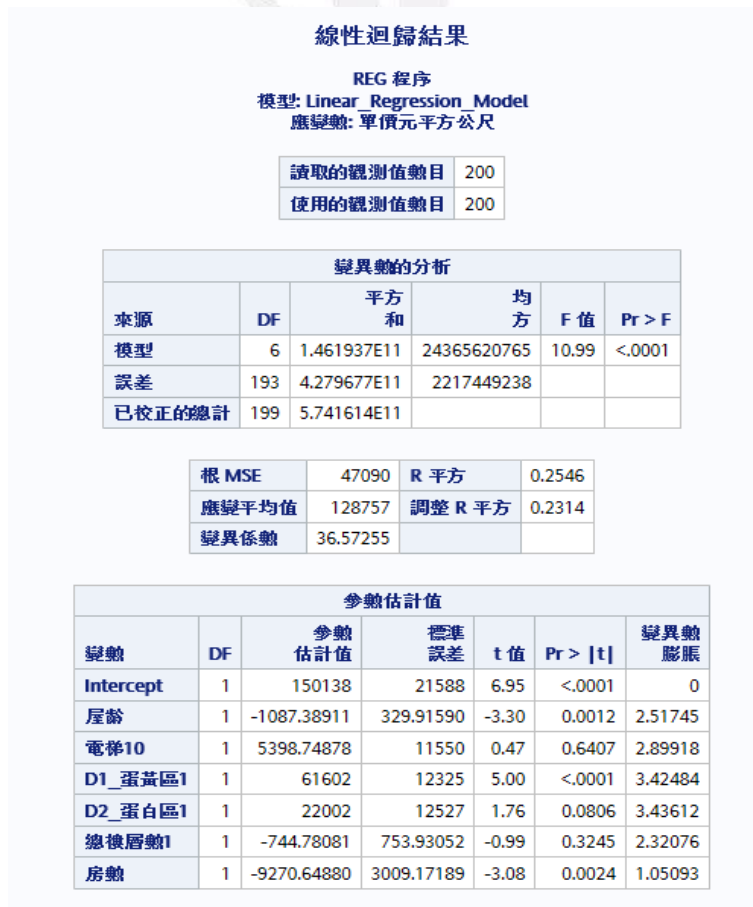 線性迴歸結果
REG 程序
模型: Linear_Regression_Model
應變數: 單價元平方公尺
讀取的觀測值數目 200
使用的觀測值數目 200
變異數的分析
來源 DF 平方和 均方 F 值 Pr > F
模型 6 1.461937E11 24365620765 10.99 <.0001
誤差 193 4.279677E11 2217449238
已校正的總計 199 5.741614E11
根 MSE 47090 R 平方 0.2546
應變平均值 128757 調整 R 平方 0.2314
變異係數 36.57255
參數估計值
變數 DF 參數估計值 標準誤差 t 值 Pr > |t| 變異數膨脹
Intercept 1 150138 21588 6.95 <.0001 0
屋齡 1 -1087.38911 329.91590 -3.30 0.0012 2.51745
電梯10 1 5398.74878 11550 0.47 0.6407 2.89918
D1_蛋黃區1 1 61602 12325 5.00 <.0001 3.42484
D2_蛋白區1 1 22002 12527 1.76 0.0806 3.43612
總樓層數1 1 -744.78081 753.93052 -0.99 0.3245 2.32076
房數 1 -9270.64880 3009.17189 -3.08 0.0024 1.05093